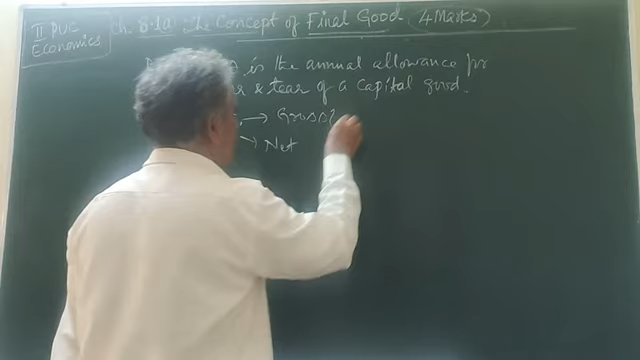 II PUC
Economics
Ch. 8.1a The Concept of Final Good (4 Marks)
is the annual allowance for
& tear of a capital good.
→ Gross
→ Net